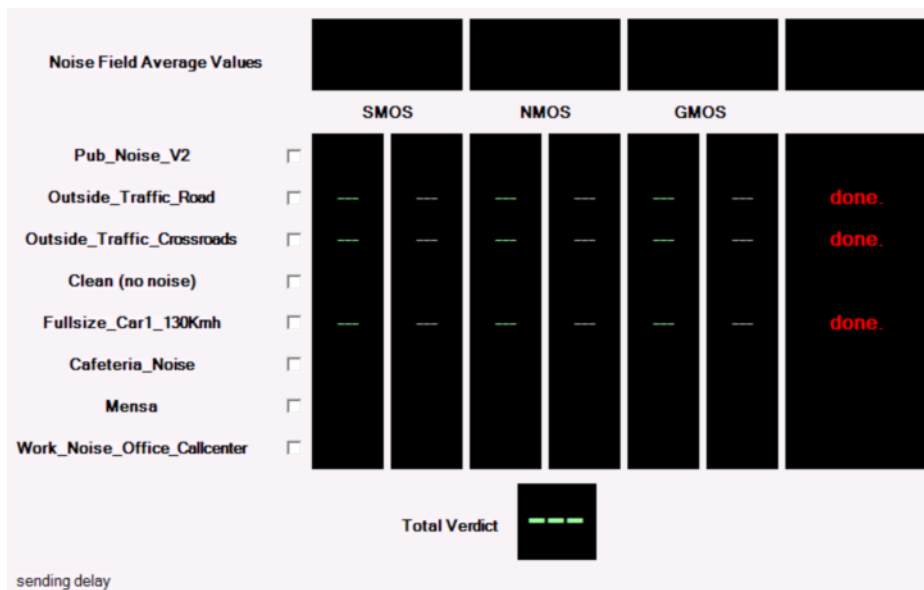 Noise Field Average Values
SMOS NMOS GMOS
Pub_Noise_V2
Outside_Traffic_Road --- --- --- --- --- --- done.
Outside_Traffic_Crossroads --- --- --- --- --- --- done.
Clean (no noise)
Fullsize_Car1_130Kmh --- --- --- --- --- --- done.
Cafeteria_Noise
Mensa
Work_Noise_Office_Callcenter
Total Verdict ---
sending delay